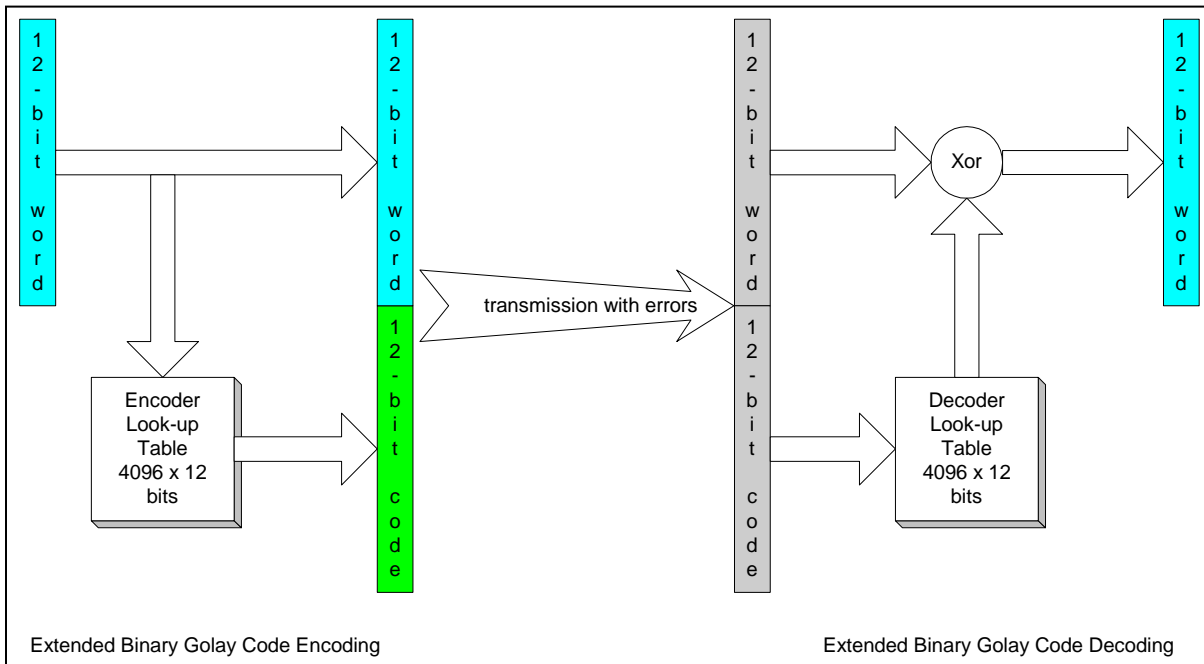 12-bit word
12-bit word
12-bit code
Encoder
Look-up
Table
4096 x 12
bits
transmission with errors
12-bit word
12-bit code
Xor
Decoder
Look-up
Table
4096 x 12
bits
12-bit word
Extended Binary Golay Code Encoding
Extended Binary Golay Code Decoding